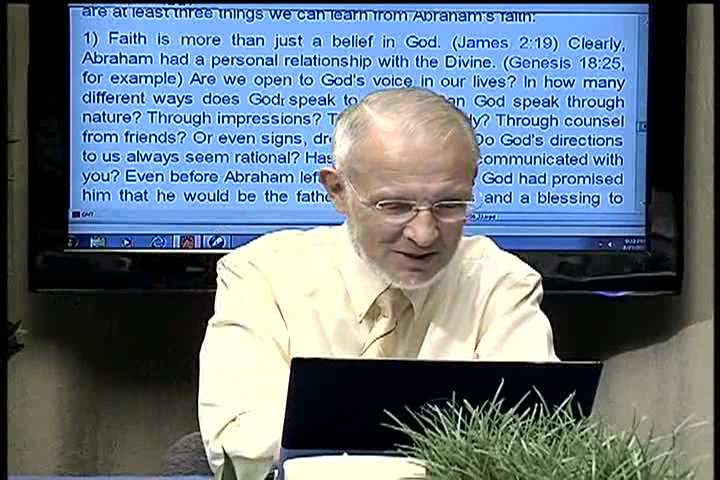 are at least three things we can learn from Abraham's faith:
1) Faith is more than just a belief in God. (James 2:19) Clearly,
Abraham had a personal relationship with the Divine. (Genesis 18:25,
for example) Are we open to God's voice in our lives? In how many
different ways does God speak to an God speak through
nature? Through impressions? dy? Through counsel
from friends? Or even signs, Do God's directions
to us always seem rational? Has communicated with
you? Even before Abraham left God had promised
him that he would be the and a blessing to